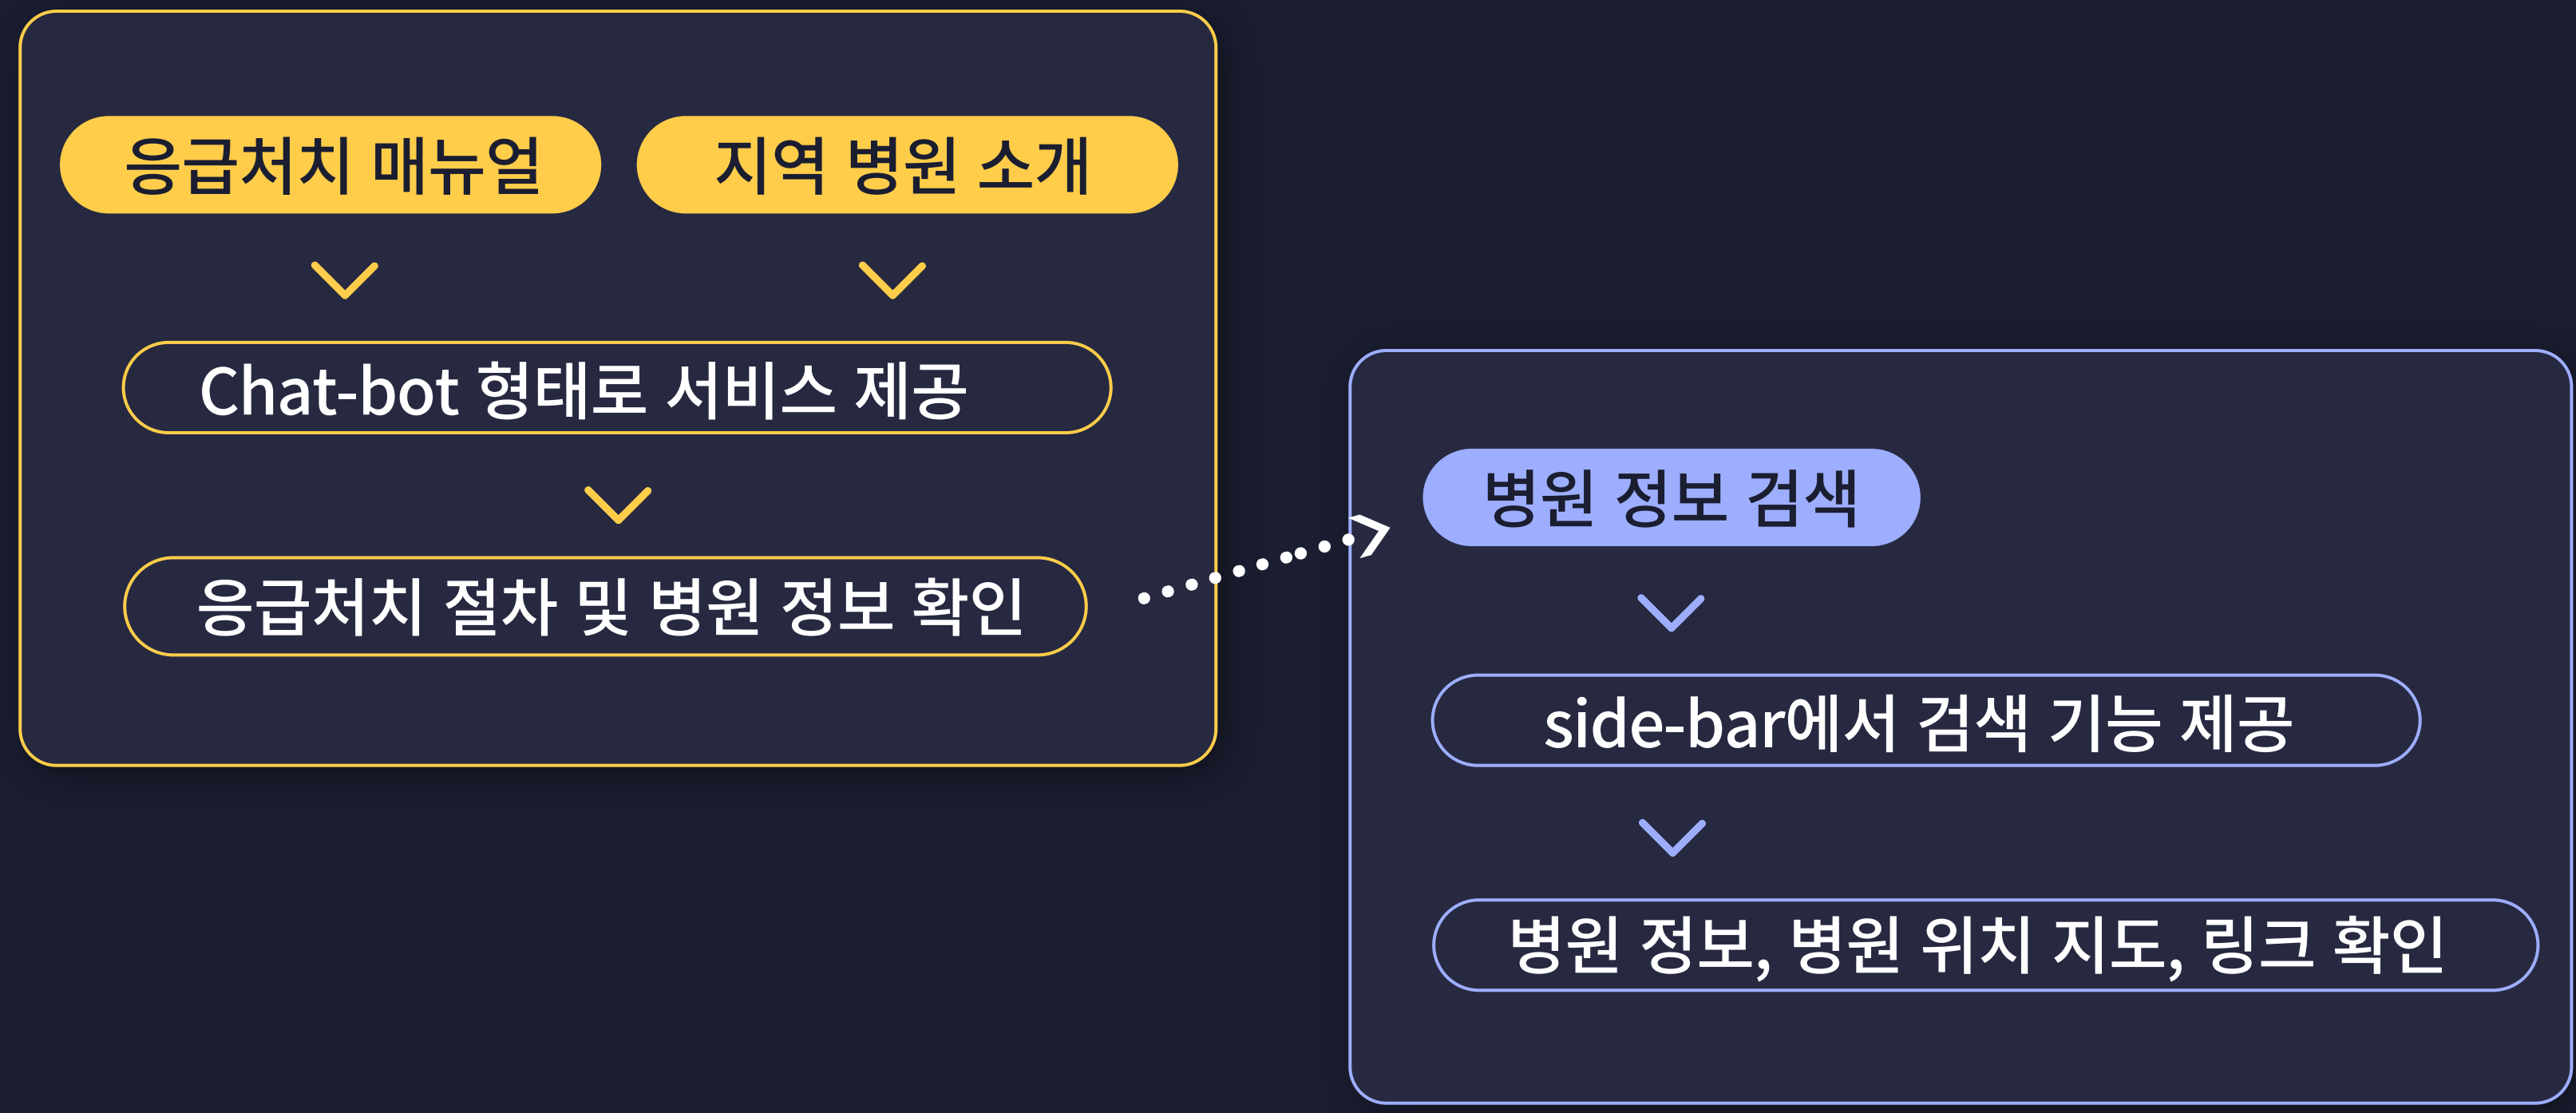 응급처치 매뉴얼
지역 병원 소개
Chat-bot 형태로 서비스 제공
응급처치 절차 및 병원 정보 확인
병원 정보 검색
side-bar에서 검색 기능 제공
병원 정보, 병원 위치 지도, 링크 확인